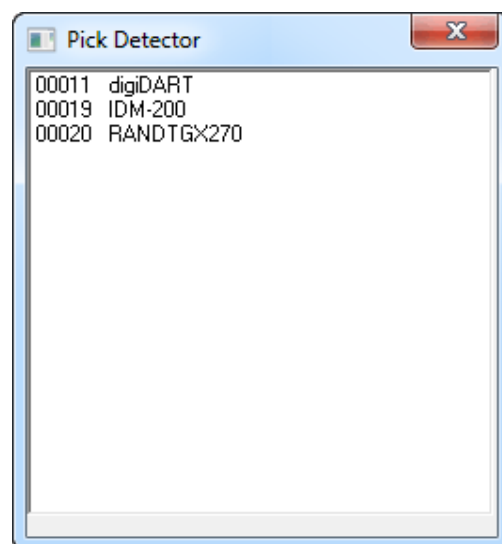 Pick Detector
00011 digiDART
00019 IDM-200
00020 RANDTGX270